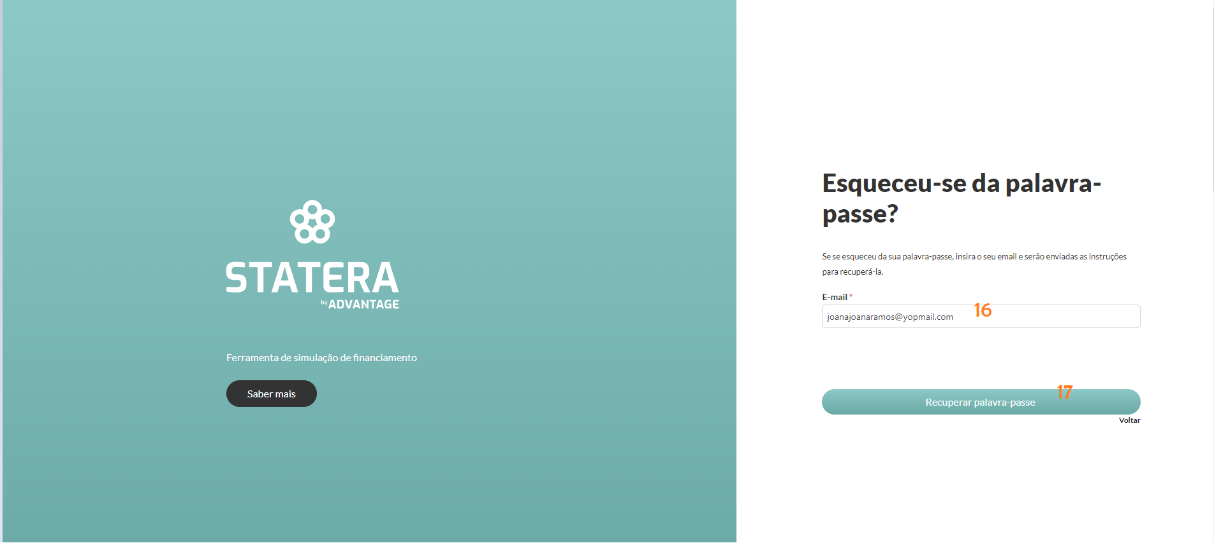 STATERA
by ADVANTAGE
Ferramenta de simulação de financiamento
Saber mais
Esqueceu-se da palavra-
passe?
Se se esqueceu da sua palavra-passe, insira o seu email e serão enviadas as instruções
para recuperá-la.
E-mail *
joanajoanaramos@yopmail.com 16
17
Recuperar palavra-passe
Voltar